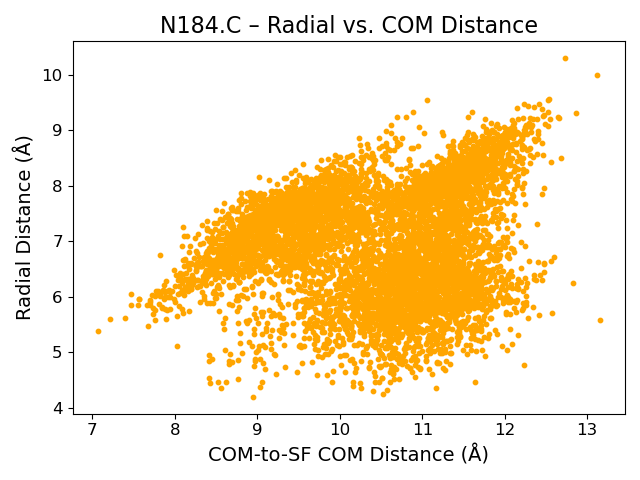 N184.C – Radial vs. COM Distance
Radial Distance (Å)
10
9
8
7
6
5
4
7 8 9 10 11 12 13
COM-to-SF COM Distance (Å)